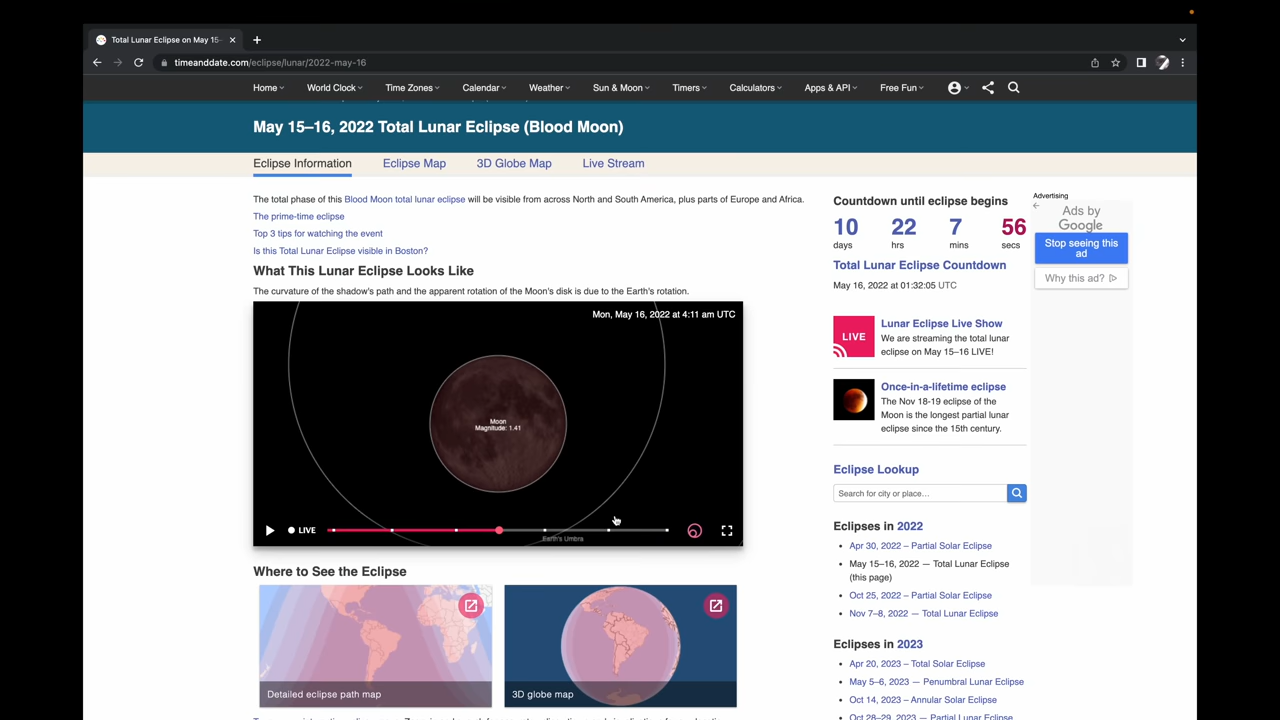 Total Lunar Eclipse on May 15-
timeanddate.com/eclipse/lunar/2022-may-16
Home World Clock Time Zones Calendar Weather Sun & Moon Timers Calculators Apps & API Free Fun
May 15–16, 2022 Total Lunar Eclipse (Blood Moon)
Eclipse Information Eclipse Map 3D Globe Map Live Stream
The total phase of this Blood Moon total lunar eclipse will be visible from across North and South America, plus parts of Europe and Africa.
The prime-time eclipse
Top 3 tips for watching the event
Is this Total Lunar Eclipse visible in Boston?
What This Lunar Eclipse Looks Like
The curvature of the shadow's path and the apparent rotation of the Moon's disk is due to the Earth's rotation.
Mon, May 16, 2022 at 4:11 am UTC
Moon
Magnitude: 1.41
LIVE
Earth's Umbra
Where to See the Eclipse
Detailed eclipse path map
3D globe map
Countdown until eclipse begins
10 22 7 56
days hrs mins secs
Total Lunar Eclipse Countdown
May 16, 2022 at 01:32:05 UTC
LIVE
Lunar Eclipse Live Show
We are streaming the total
lunar eclipse on May 15–16 LIVE!
Once-in-a-lifetime eclipse
The Nov 18-19 eclipse of the
Moon is the longest partial lunar
eclipse since the 15th century.
Eclipse Lookup
Search for city or place…
Eclipses in 2022
Apr 30, 2022 – Partial Solar Eclipse
May 15–16, 2022 — Total Lunar Eclipse
(this page)
Oct 25, 2022 – Partial Solar Eclipse
Nov 7–8, 2022 — Total Lunar Eclipse
Eclipses in 2023
Apr 20, 2023 – Total Solar Eclipse
May 5–6, 2023 — Penumbral Lunar Eclipse
Oct 14, 2023 – Annular Solar Eclipse
Oct 28–29, 2023 — Partial Lunar
Advertising
Ads by
Google
Stop seeing this
ad
Why this ad?